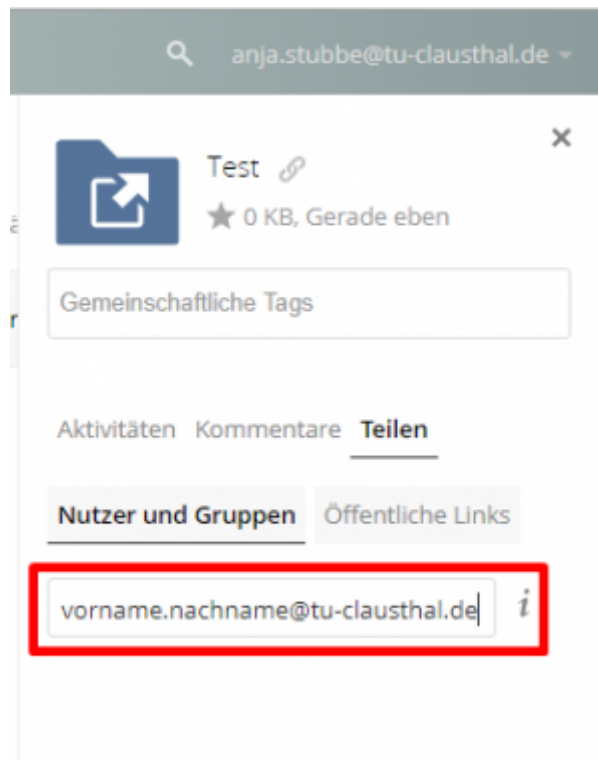 anja.stubbe@tu-clausthal.de
Test
0 KB, Gerade eben
Gemeinschaftliche Tags
Aktivitäten Kommentare Teilen
Nutzer und Gruppen Öffentliche Links
vorname.nachname@tu-clausthal.de i